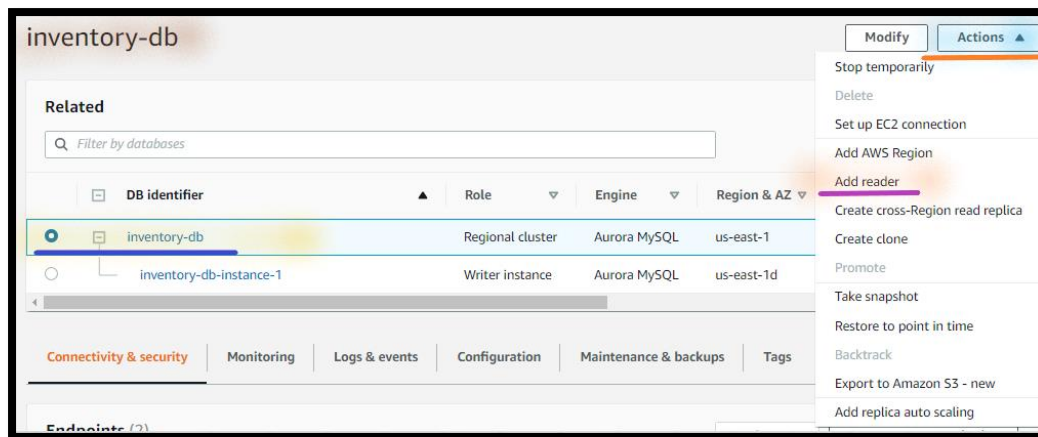 inventory-db
Modify
Actions
Stop temporarily
Delete
Set up EC2 connection
Add AWS Region
Add reader
Create cross-Region read replica
Create clone
Promote
Take snapshot
Restore to point in time
Backtrack
Export to Amazon S3 - new
Add replica auto scaling
Related
Filter by databases
DB identifier Role Engine Region & AZ
inventory-db Regional cluster Aurora MySQL us-east-1
inventory-db-instance-1 Writer instance Aurora MySQL us-east-1d
Connectivity & security Monitoring Logs & events Configuration Maintenance & backups Tags
Endpoints (2)